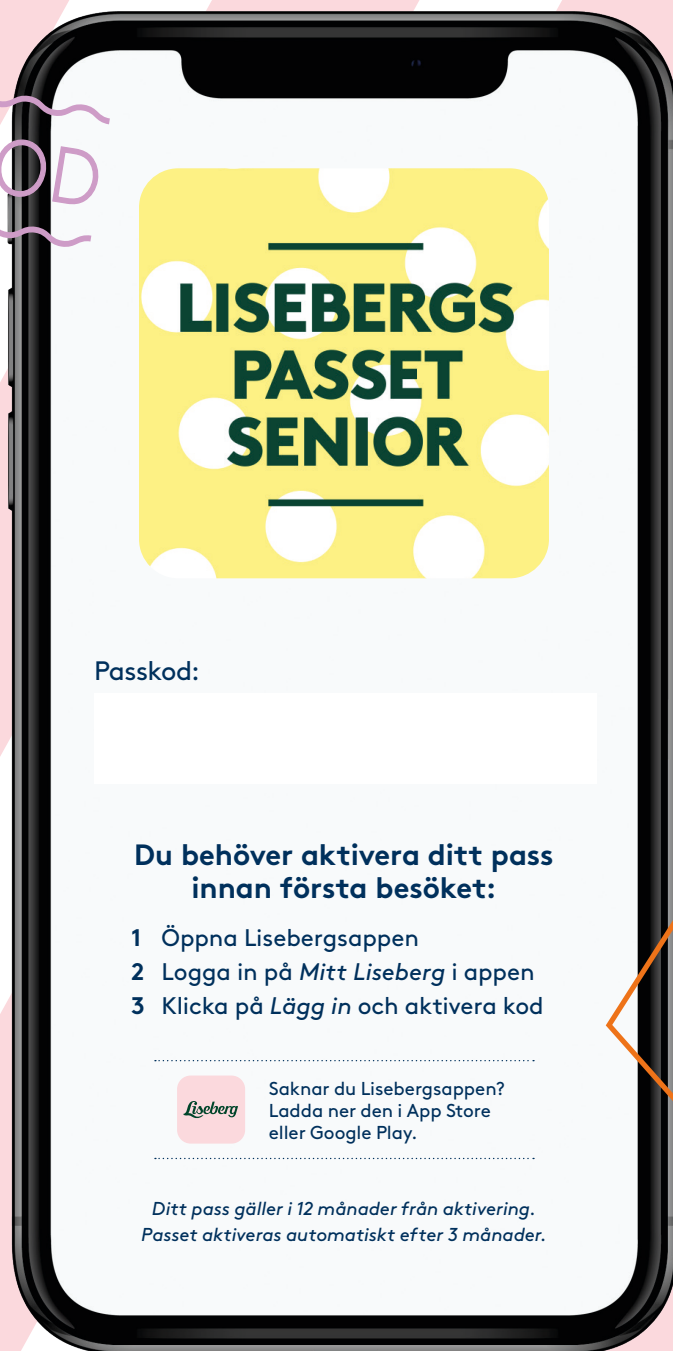 OD
LISEBERGS
PASSET
SENIOR
Passkod:
Du behöver aktivera ditt pass
innan första besöket:
1 Öppna Lisebergsappen
2 Logga in på Mitt Liseberg i appen
3 Klicka på Lägg in och aktivera kod
Liseberg
Saknar du Lisebergsappen?
Ladda ner den i App Store
eller Google Play.
Ditt pass gäller i 12 månader från aktivering.
Passet aktiveras automatiskt efter 3 månader.